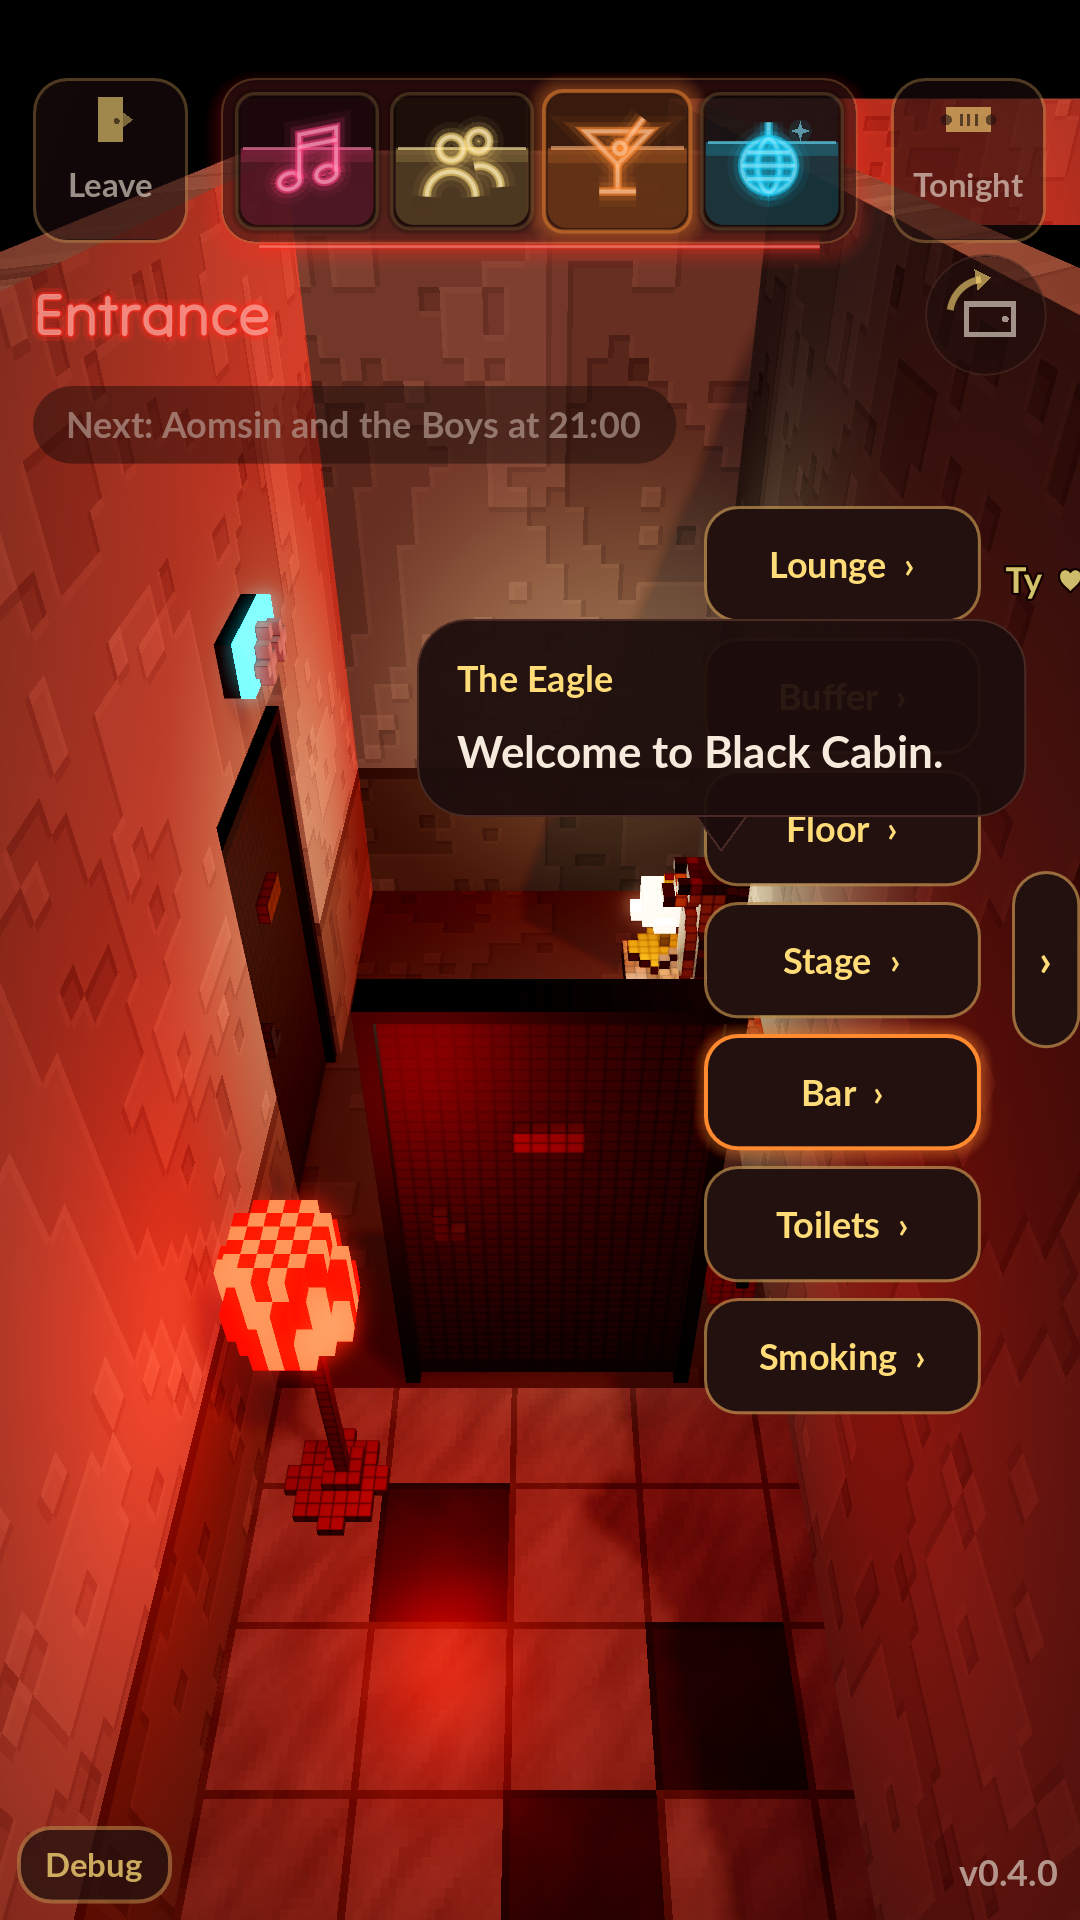 Leave
Tonight
Entrance
Next: Aomsin and the Boys at 21:00
Lounge ›
Ty ♥
The Eagle
Buffer ›
Welcome to Black Cabin.
Floor ›
Stage ›
›
Bar ›
Toilets ›
Smoking ›
Debug
v0.4.0